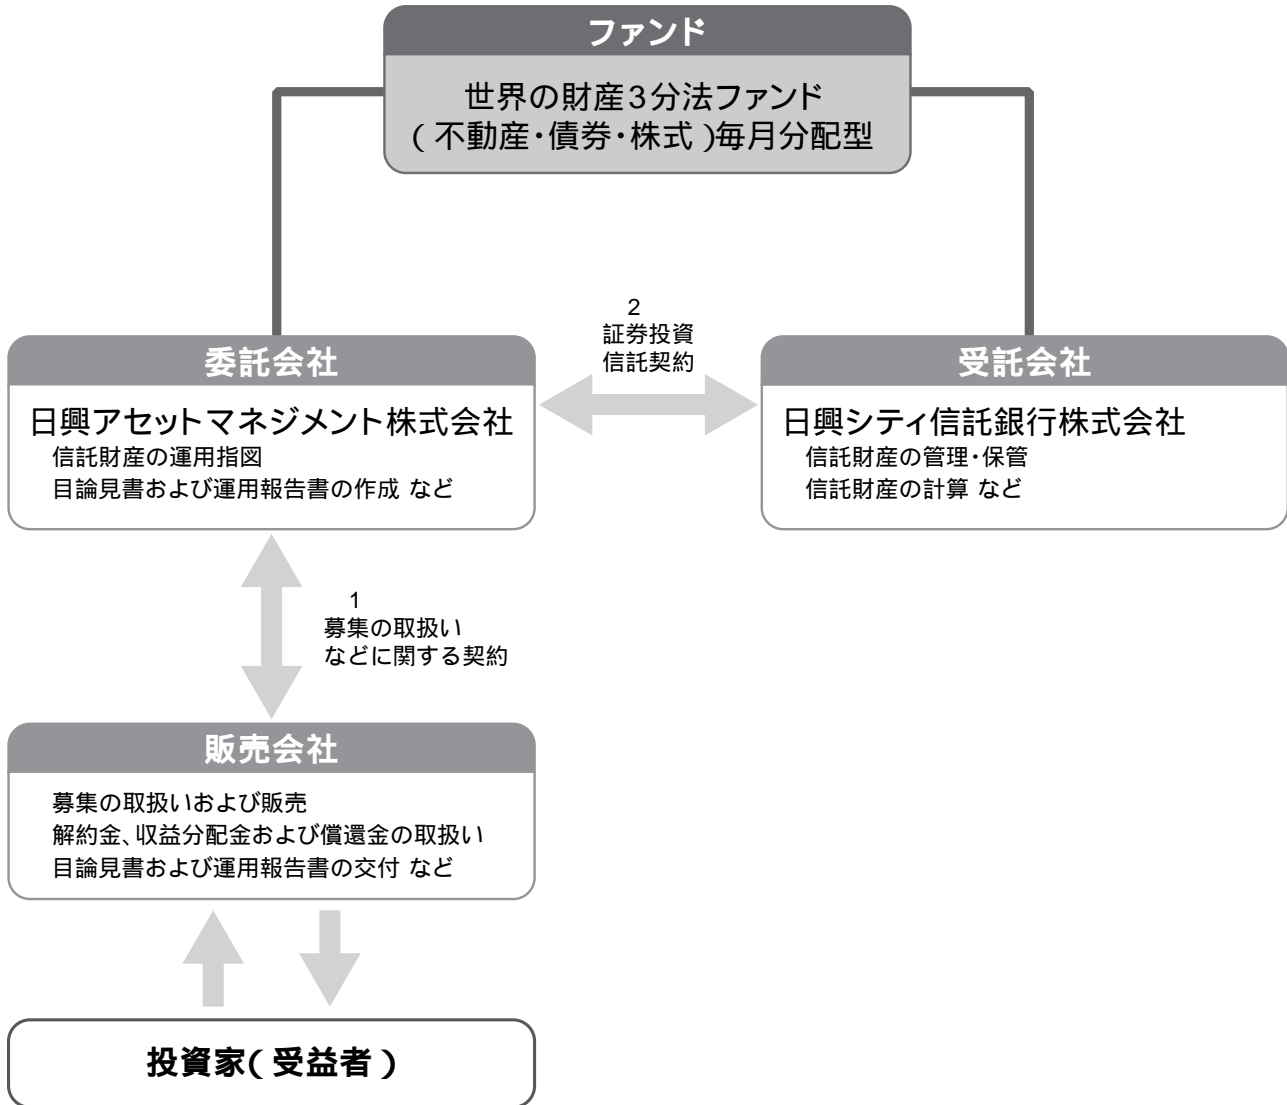 ファンド
世界の財産3分法ファンド
(不動産・債券・株式)毎月分配型
2
証券投資
信託契約
委託会社
日興アセットマネジメント株式会社
信託財産の運用指図
目論見書および運用報告書の作成 など
受託会社
日興シティ信託銀行株式会社
信託財産の管理・保管
信託財産の計算 など
1
募集の取扱い
などに関する契約
販売会社
募集の取扱いおよび販売
解約金、収益分配金および償還金の取扱い
目論見書および運用報告書の交付 など
投資家(受益者)